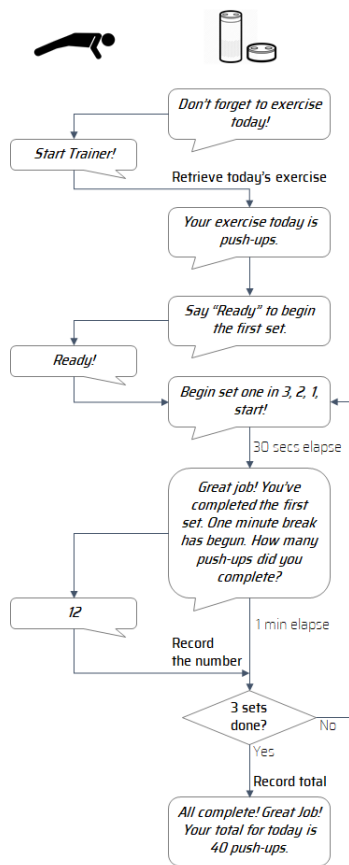 Don't forget to exercise
today!
Start Trainer!
Retrieve today's exercise
Your exercise today is
push-ups.
Say "Ready" to begin
the first set.
Ready!
Begin set one in 3, 2, 1,
start!
30 secs elapse
Great job! You've
completed the first
set. One minute break
has begun. How many
push-ups did you
complete?
12
1 min elapse
Record
the number
3 sets
done?
No
Yes
Record total
All complete! Great Job!
Your total for today is
40 push-ups.